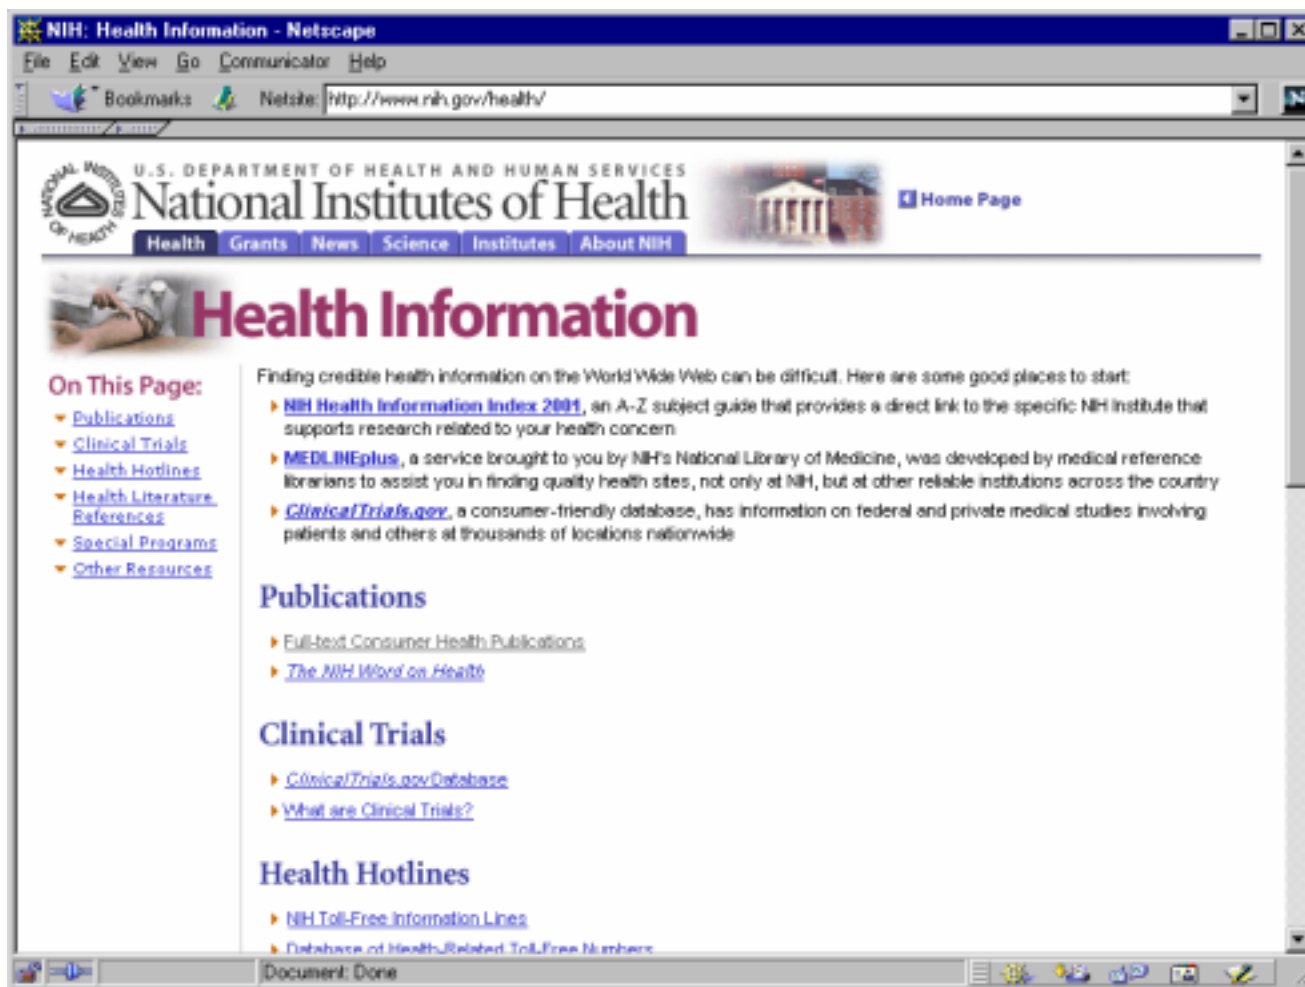 NIH: Health Information - Netscape
File Edit View Go Communicator Help
Bookmarks Netsite: http://www.nih.gov/health/
NATIONAL INSTITUTES OF HEALTH
U.S. DEPARTMENT OF HEALTH AND HUMAN SERVICES
National Institutes of Health
Home Page
Health Grants News Science Institutes About NIH
Health Information
On This Page:
Publications
Clinical Trials
Health Hotlines
Health Literature
References
Special Programs
Other Resources
Finding credible health information on the World Wide Web can be difficult. Here are some good places to start:
NIH Health Information Index 2001, an A-Z subject guide that provides a direct link to the specific NIH Institute that
supports research related to your health concern
MEDLINEplus, a service brought to you by NIH's National Library of Medicine, was developed by medical reference
librarians to assist you in finding quality health sites, not only at NIH, but at other reliable institutions across the country
ClinicalTrials.gov, a consumer-friendly database, has information on federal and private medical studies involving
patients and others at thousands of locations nationwide
Publications
Full-text Consumer Health Publications
The NIH Word on Health
Clinical Trials
ClinicalTrials.gov Database
What are Clinical Trials?
Health Hotlines
NIH Toll-Free Information Lines
Database of Health-Related Toll-Free Numbers
Document: Done